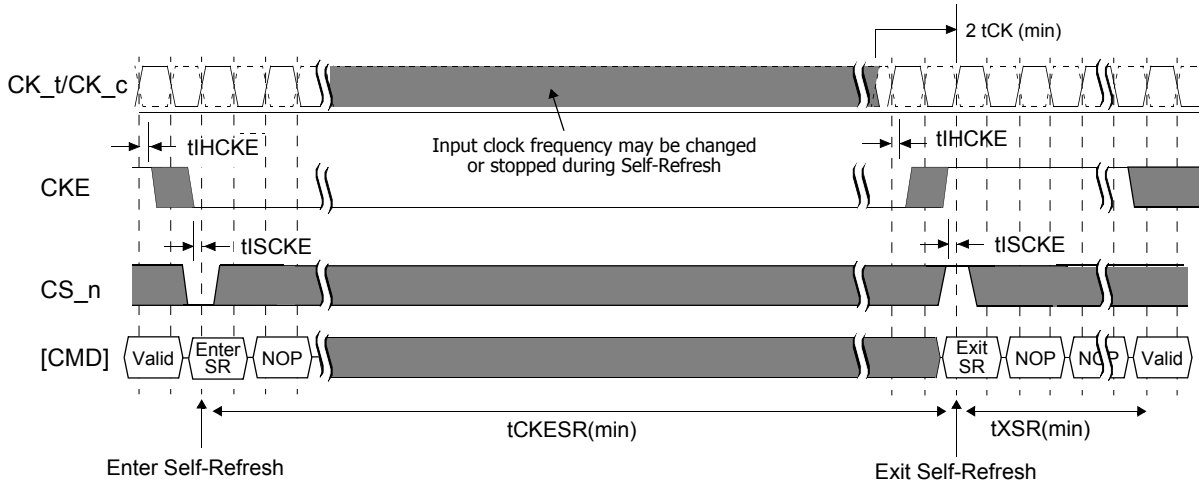 2 tCK (min)
CK_t/CK_c
tIHCKE
Input clock frequency may be changed
or stopped during Self-Refresh
tIHCKE
CKE
tISCKE
tISCKE
CS_n
[CMD]
Valid
Enter
SR
NOP
Exit
SR
NOP
NOP
Valid
tCKESR(min)
tXSR(min)
Enter Self-Refresh
Exit Self-Refresh